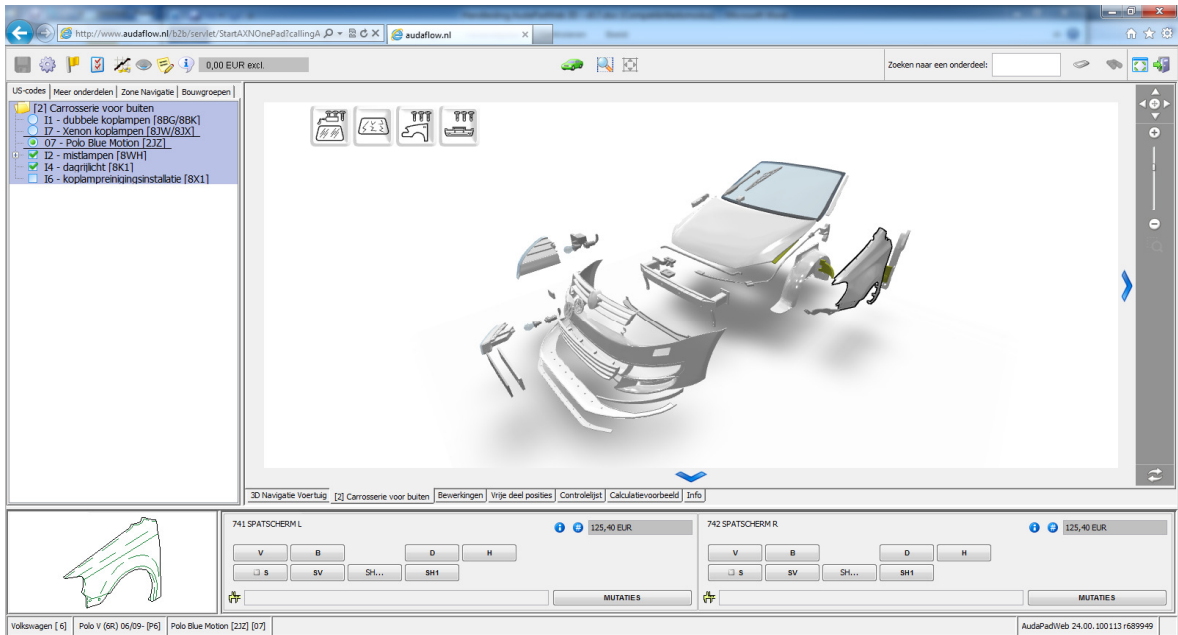 http://www.audaflow.nl/b2b/servlet/StartAXNOnePad?callingA
audaflow.nl
0,00 EUR excl.
Zoeken naar een onderdeel:
US-codes Meer onderdelen Zone Navigatie Bouwgroepen
[2] Carrosserie voor buiten
I1 - dubbele koplampen [8BG/8BK]
I7 - Xenon koplampen [8JW/8JX]
07 - Polo Blue Motion [2JZ]
I2 - mistlampen [8WH]
I4 - dagrijlicht [8K1]
I6 - koplampreinigingsinstallatie [8X1]
3D Navigatie Voertuig [2] Carrosserie voor buiten Bewerkingen Vrije deel posities Controlelijst Calculatievoorbeeld Info
741 SPATSCHERM L 125,40 EUR 742 SPATSCHERM R 125,40 EUR
V B D H V B D H
S SV SH... SH1 S SV SH... SH1
MUTATIES MUTATIES
Volkswagen [ 6] Polo V (6R) 06/09- [P6] Polo Blue Motion [2JZ] [07] AudaPadWeb 24.00.100113 r689949